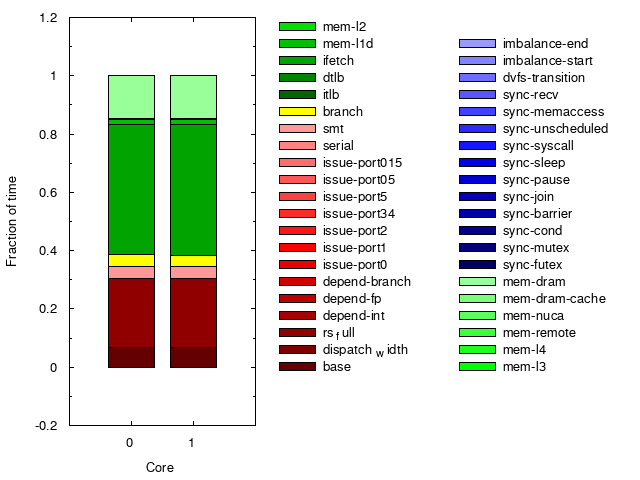 1.2
1
0.8
0.6
0.4
0.2
0
-0.2
Fraction of time
0 1
Core
mem-l2
mem-l1d
ifetch
dtlb
itlb
branch
smt
serial
issue-port015
issue-port05
issue-port5
issue-port34
issue-port2
issue-port1
issue-port0
depend-branch
depend-fp
depend-int
rs_full
dispatch_width
base
imbalance-end
imbalance-start
dvfs-transition
sync-recv
sync-memaccess
sync-unscheduled
sync-syscall
sync-sleep
sync-pause
sync-join
sync-barrier
sync-cond
sync-mutex
sync-futex
mem-dram
mem-dram-cache
mem-nuca
mem-remote
mem-l4
mem-l3